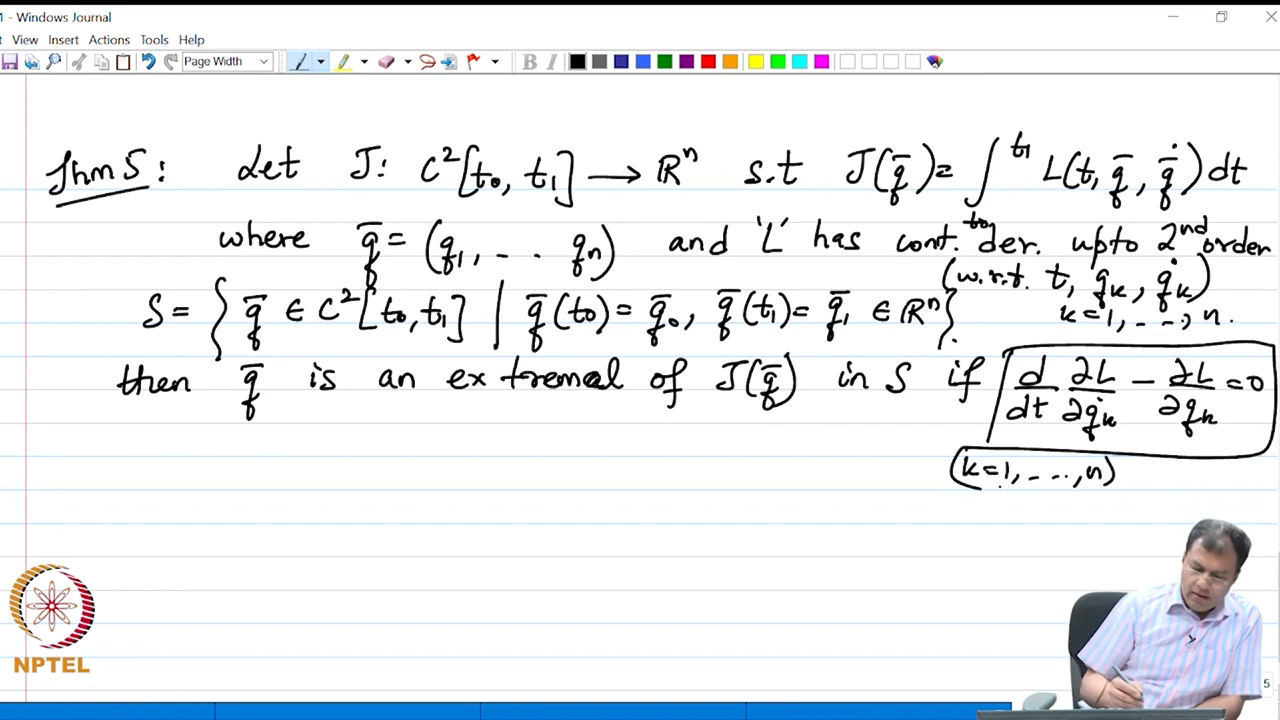 1 - Windows Journal
t View Insert Actions Tools Help
Page Width
B I
Thm 5: Let J: C²[t₀, t₁] → ℝⁿ s.t J(q̄) = ∫_{t₀}^{t₁} L(t, q̄, q̄̇) dt
where q̄ = (q₁, ... qₙ) and 'L' has cont. der. upto 2nd order
(w.r.t. t, qₖ, q̇ₖ)
k=1, ..., n.
S = { q̄ ∈ C²[t₀, t₁] | q̄(t₀) = q̄₀, q̄(t₁) = q̄₁ ∈ ℝⁿ}.
then q̄ is an extremal of J(q̄) in S if d/dt ∂L/∂q̇ₖ − ∂L/∂qₖ = 0
(k=1, ..., n)
NPTEL
5